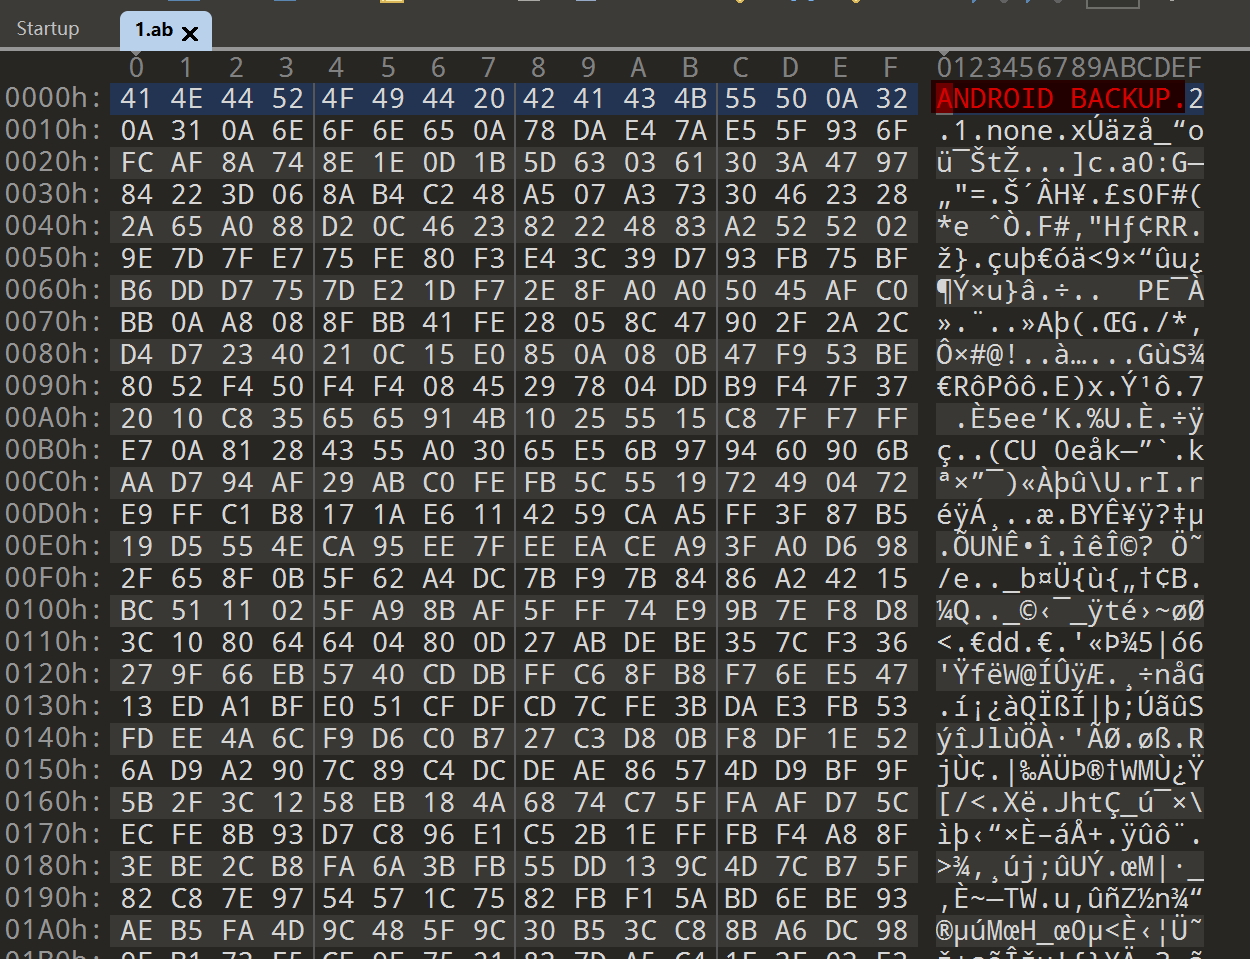 Startup
1.ab
0 1 2 3 4 5 6 7 8 9 A B C D E F 0123456789ABCDEF
0000h: 41 4E 44 52 4F 49 44 20 42 41 43 4B 55 50 0A 32 ANDROID BACKUP.2
0010h: 0A 31 0A 6E 6F 6E 65 0A 78 DA E4 7A E5 5F 93 6F .1.none.xÚäzå_“o
0020h: FC AF 8A 74 8E 1E 0D 1B 5D 63 03 61 30 3A 47 97 ü¯ŠtŽ...]c.a0:G—
0030h: 84 22 3D 06 8A B4 C2 48 A5 07 A3 73 30 46 23 28 „"=.Š´ÂH¥.£s0F#(
0040h: 2A 65 A0 88 D2 0C 46 23 82 22 48 83 A2 52 52 02 *e ˆÒ.F#‚"Hƒ¢RR.
0050h: 9E 7D 7F E7 75 FE 80 F3 E4 3C 39 D7 93 FB 75 BF ž}.çuþ€óä<9דûu¿
0060h: B6 DD D7 75 7D E2 1D F7 2E 8F A0 A0 50 45 AF C0 ¶Ý×u}â.÷..  PE¯À
0070h: BB 0A A8 08 8F BB 41 FE 28 05 8C 47 90 2F 2A 2C ».¨..»Aþ(.ŒG./*,
0080h: D4 D7 23 40 21 0C 15 E0 85 0A 08 0B 47 F9 53 BE Ô×#@!..à…...GùS¾
0090h: 80 52 F4 50 F4 F4 08 45 29 78 04 DD B9 F4 7F 37 €RôPôô.E)x.ݹô.7
00A0h: 20 10 C8 35 65 65 91 4B 10 25 55 15 C8 7F F7 FF  .È5ee‘K.%U.È.÷ÿ
00B0h: E7 0A 81 28 43 55 A0 30 65 E5 6B 97 94 60 90 6B ç..(CU 0eåk—”`.k
00C0h: AA D7 94 AF 29 AB C0 FE FB 5C 55 19 72 49 04 72 ªה¯)«Àþû\U.rI.r
00D0h: E9 FF C1 B8 17 1A E6 11 42 59 CA A5 FF 3F 87 B5 éÿÁ¸..æ.BYÊ¥ÿ?‡µ
00E0h: 19 D5 55 4E CA 95 EE 7F EE EA CE A9 3F A0 D6 98 .ÕUNÊ•î.îêΩ? Ö˜
00F0h: 2F 65 8F 0B 5F 62 A4 DC 7B F9 7B 84 86 A2 42 15 /e.._b¤Ü{ù{„†¢B.
0100h: BC 51 11 02 5F A9 8B AF 5F FF 74 E9 9B 7E F8 D8 ¼Q.._©‹¯_ÿté›~øØ
0110h: 3C 10 80 64 64 04 80 0D 27 AB DE BE 35 7C F3 36 <.€dd.€.'«Þ¾5|ó6
0120h: 27 9F 66 EB 57 40 CD DB FF C6 8F B8 F7 6E E5 47 'ŸfëW@ÍÛÿÆ.¸÷nåG
0130h: 13 ED A1 BF E0 51 CF DF CD 7C FE 3B DA E3 FB 53 .í¡¿àQÏßÍ|þ;ÚãûS
0140h: FD EE 4A 6C F9 D6 C0 B7 27 C3 D8 0B F8 DF 1E 52 ýîJlùÖÀ·'ÃØ.øß.R
0150h: 6A D9 A2 90 7C 89 C4 DC DE AE 86 57 4D D9 BF 9F jÙ¢.|‰ÄÜÞ®†WMÙ¿Ÿ
0160h: 5B 2F 3C 12 58 EB 18 4A 68 74 C7 5F FA AF D7 5C [/<.Xë.JhtÇ_ú¯×\
0170h: EC FE 8B 93 D7 C8 96 E1 C5 2B 1E FF FB F4 A8 8F ìþ‹“×È–áÅ+.ÿûô¨.
0180h: 3E BE 2C B8 FA 6A 3B FB 55 DD 13 9C 4D 7C B7 5F >¾,¸új;ûUÝ.œM|·_
0190h: 82 C8 7E 97 54 57 1C 75 82 FB F1 5A BD 6E BE 93 ‚È~—TW.u‚ûñZ½n¾“
01A0h: AE B5 FA 4D 9C 48 5F 9C 30 B5 3C C8 8B A6 DC 98 ®µúMœH_œ0µ<ȋ¦Ü˜